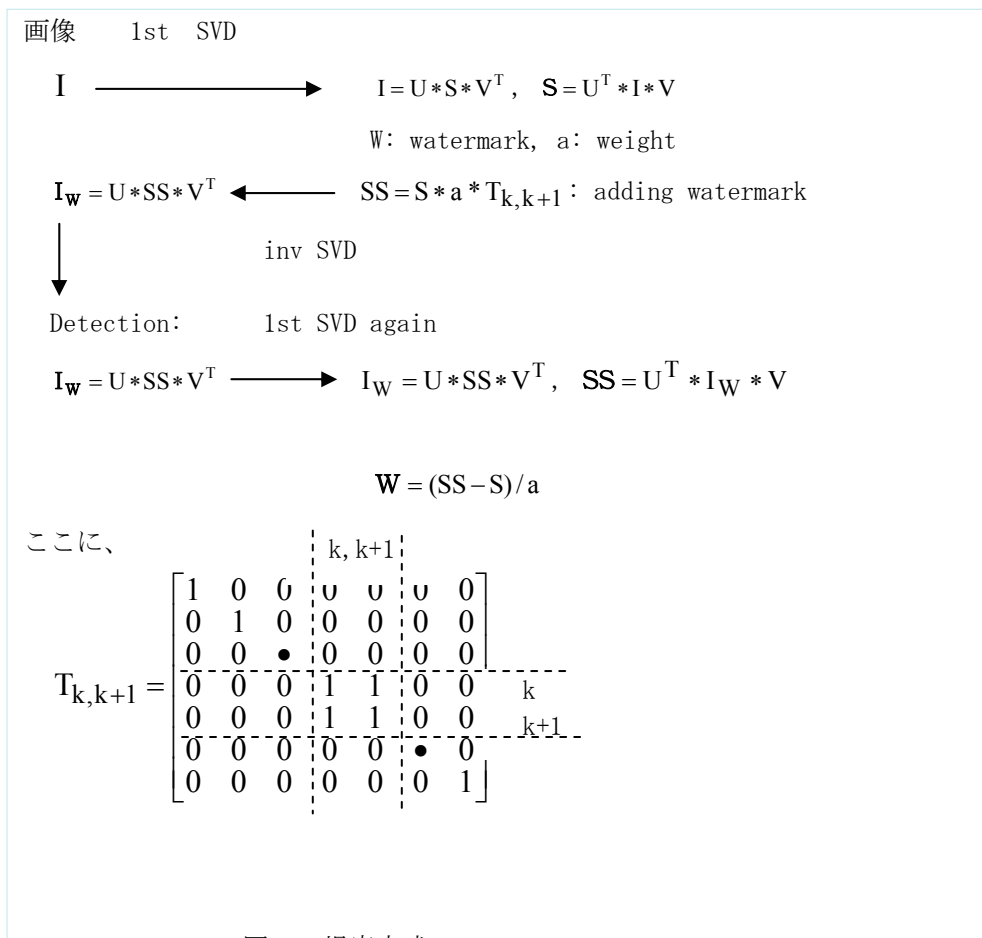 画像 1st SVD
I I = U*S*V^T, S = U^T*I*V
W: watermark, a: weight
I_W = U*SS*V^T SS = S*a*T_{k,k+1}: adding watermark
inv SVD
Detection: 1st SVD again
I_W = U*SS*V^T I_W = U*SS*V^T, SS = U^T*I_W*V
W = (SS−S)/a
ここに、
k,k+1
1 0 0 0 0 0 0
0 1 0 0 0 0 0
0 0 • 0 0 0 0
T_{k,k+1} = 0 0 0 1 1 0 0 k
0 0 0 1 1 0 0 k+1
0 0 0 0 0 • 0
0 0 0 0 0 0 1